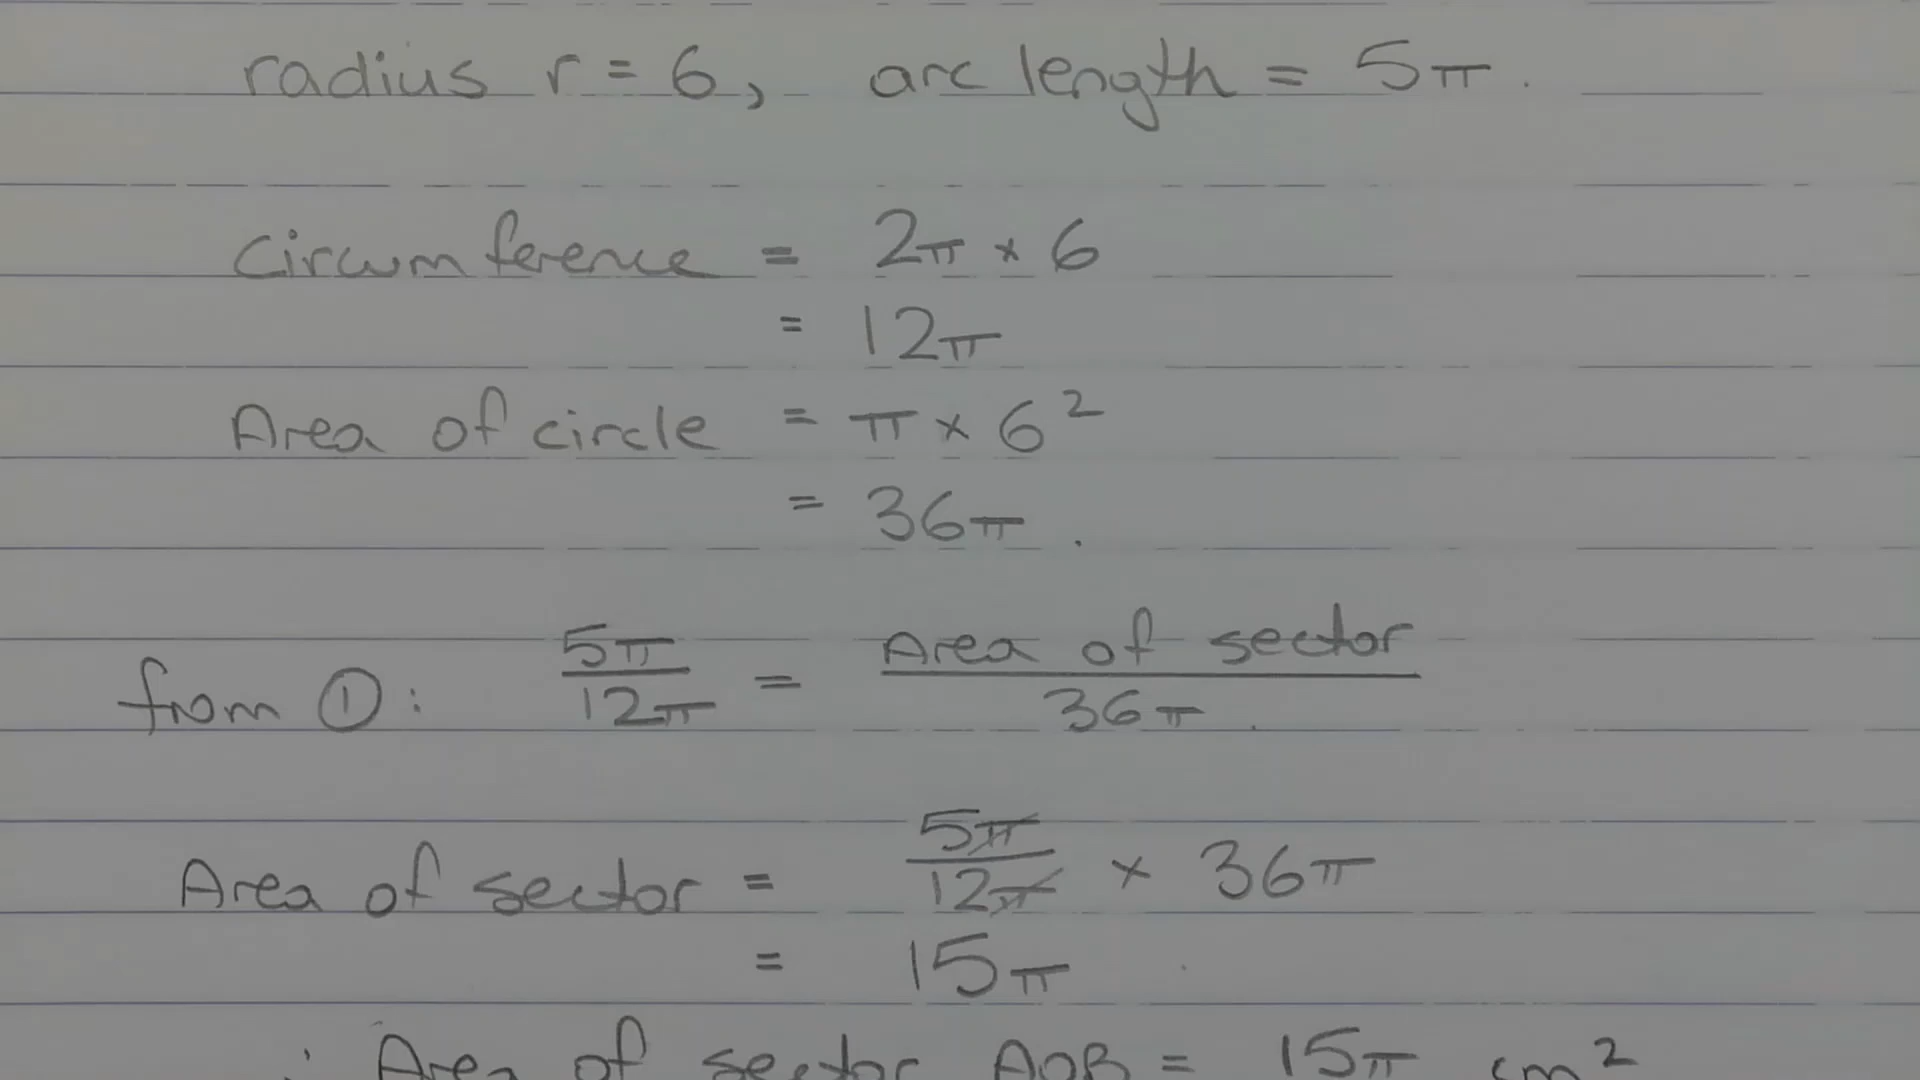 radius r = 6, arc length = 5π.
Circumference = 2π × 6
= 12π
Area of circle = π × 6²
= 36π.
from ①: 5π/12π = Area of sector/36π.
Area of sector = 5π/12π × 36π
= 15π
∴ Area of sector AOB = 15π cm²